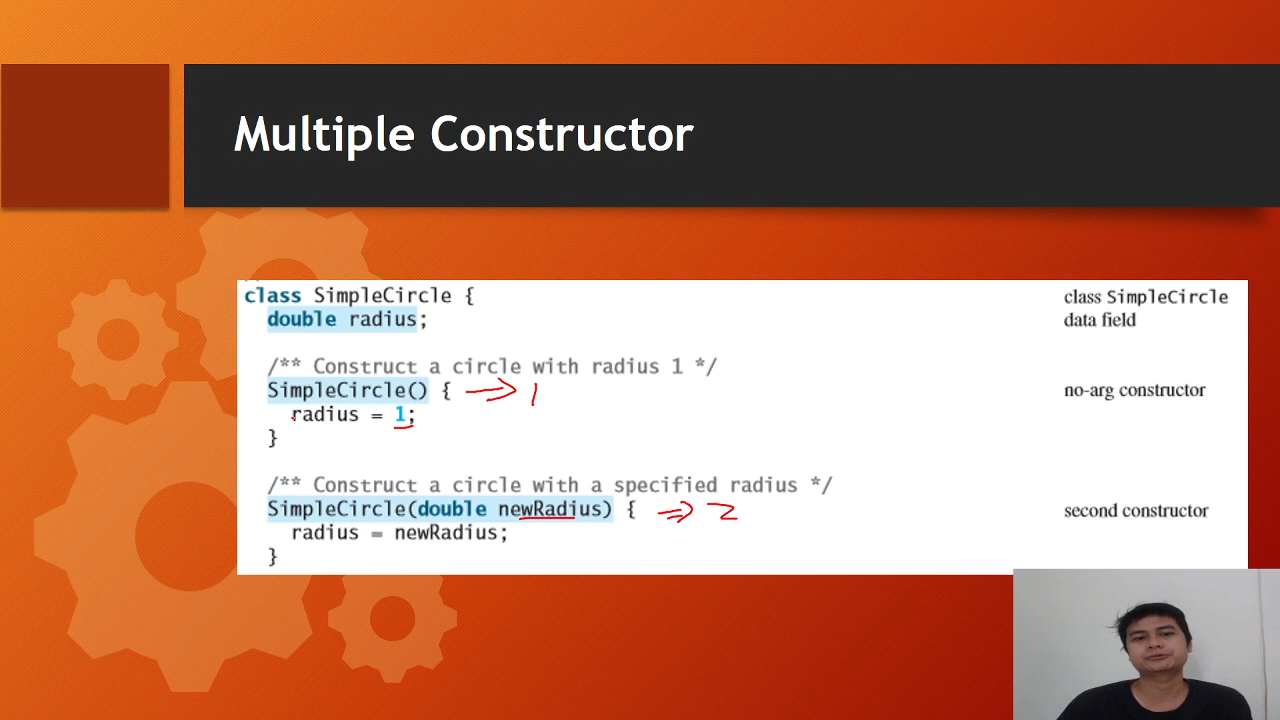 Multiple Constructor
class SimpleCircle {
class SimpleCircle
double radius;
data field
/** Construct a circle with radius 1 */
SimpleCircle() { → 1
no-arg constructor
radius = 1;
}
/** Construct a circle with a specified radius */
SimpleCircle(double newRadius) { ⇒ 2
second constructor
radius = newRadius;
}